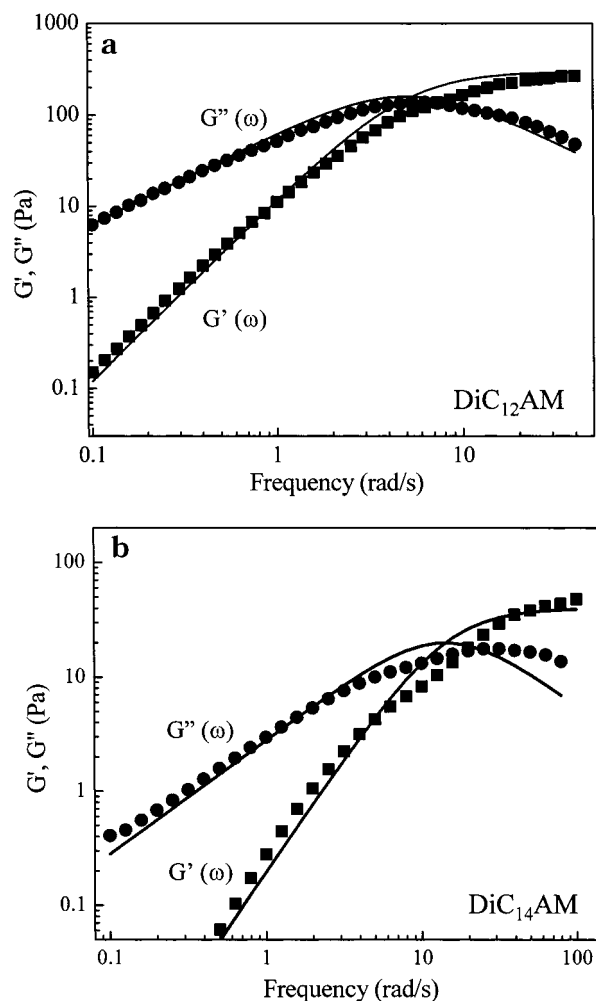 a
1000
100
10
1
0.1
G', G'' (Pa)
G'' (ω)
G' (ω)
DiC₁₂AM
0.1 1 10
Frequency (rad/s)
b
100
10
1
0.1
G', G'' (Pa)
G'' (ω)
G' (ω)
DiC₁₄AM
0.1 1 10 100
Frequency (rad/s)